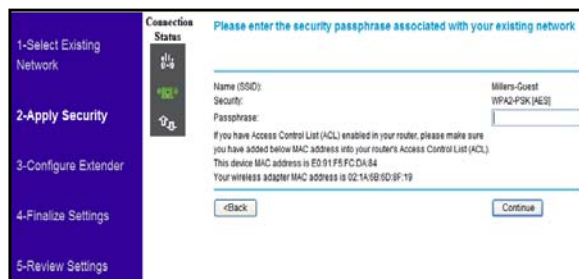 1-Select Existing
Network
2-Apply Security
3-Configure Extender
4-Finalize Settings
5-Review Settings
Connection
Status
Please enter the security passphrase associated with your existing network
Name (SSID):
Millers-Guest
Security:
WPA2-PSK [AES]
Passphrase:
If you have Access Control List (ACL) enabled in your router, please make sure
you have added below MAC address into your router's Access Control List (ACL).
This device MAC address is E0:91:F5:FC:DA:84
Your wireless adapter MAC address is 02:1A:6B:6D:9F:19
<Back
Continue